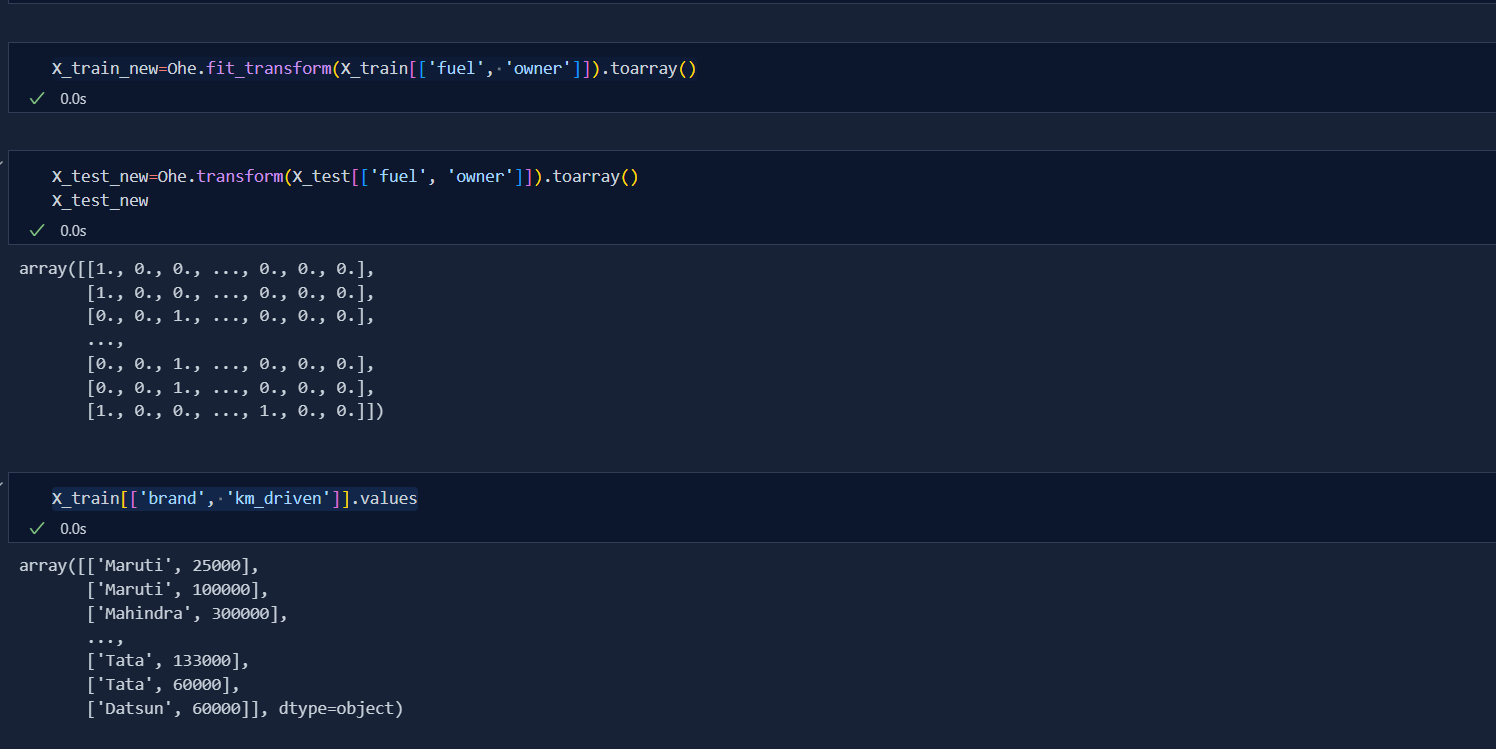 X_train_new=Ohe.fit_transform(X_train[['fuel', 'owner']]).toarray()
0.0s
X_test_new=Ohe.transform(X_test[['fuel', 'owner']]).toarray()
X_test_new
0.0s
array([[1., 0., 0., ..., 0., 0., 0.],
       [1., 0., 0., ..., 0., 0., 0.],
       [0., 0., 1., ..., 0., 0., 0.],
       ...,
       [0., 0., 1., ..., 0., 0., 0.],
       [0., 0., 1., ..., 0., 0., 0.],
       [1., 0., 0., ..., 1., 0., 0.]])
X_train[['brand', 'km_driven']].values
0.0s
array([['Maruti', 25000],
       ['Maruti', 100000],
       ['Mahindra', 300000],
       ...,
       ['Tata', 133000],
       ['Tata', 60000],
       ['Datsun', 60000]], dtype=object)